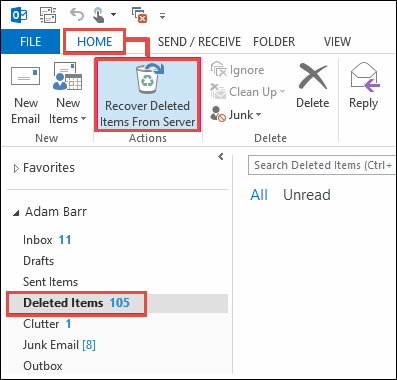 FILE HOME SEND / RECEIVE FOLDER VIEW
New Email
New Items
Recover Deleted Items From Server
Ignore
Clean Up
Junk
Delete
Reply
New Actions Delete
Favorites
Search Deleted Items (Ctrl+
All Unread
Adam Barr
Inbox 11
Drafts
Sent Items
Deleted Items 105
Clutter 1
Junk Email [8]
Outbox